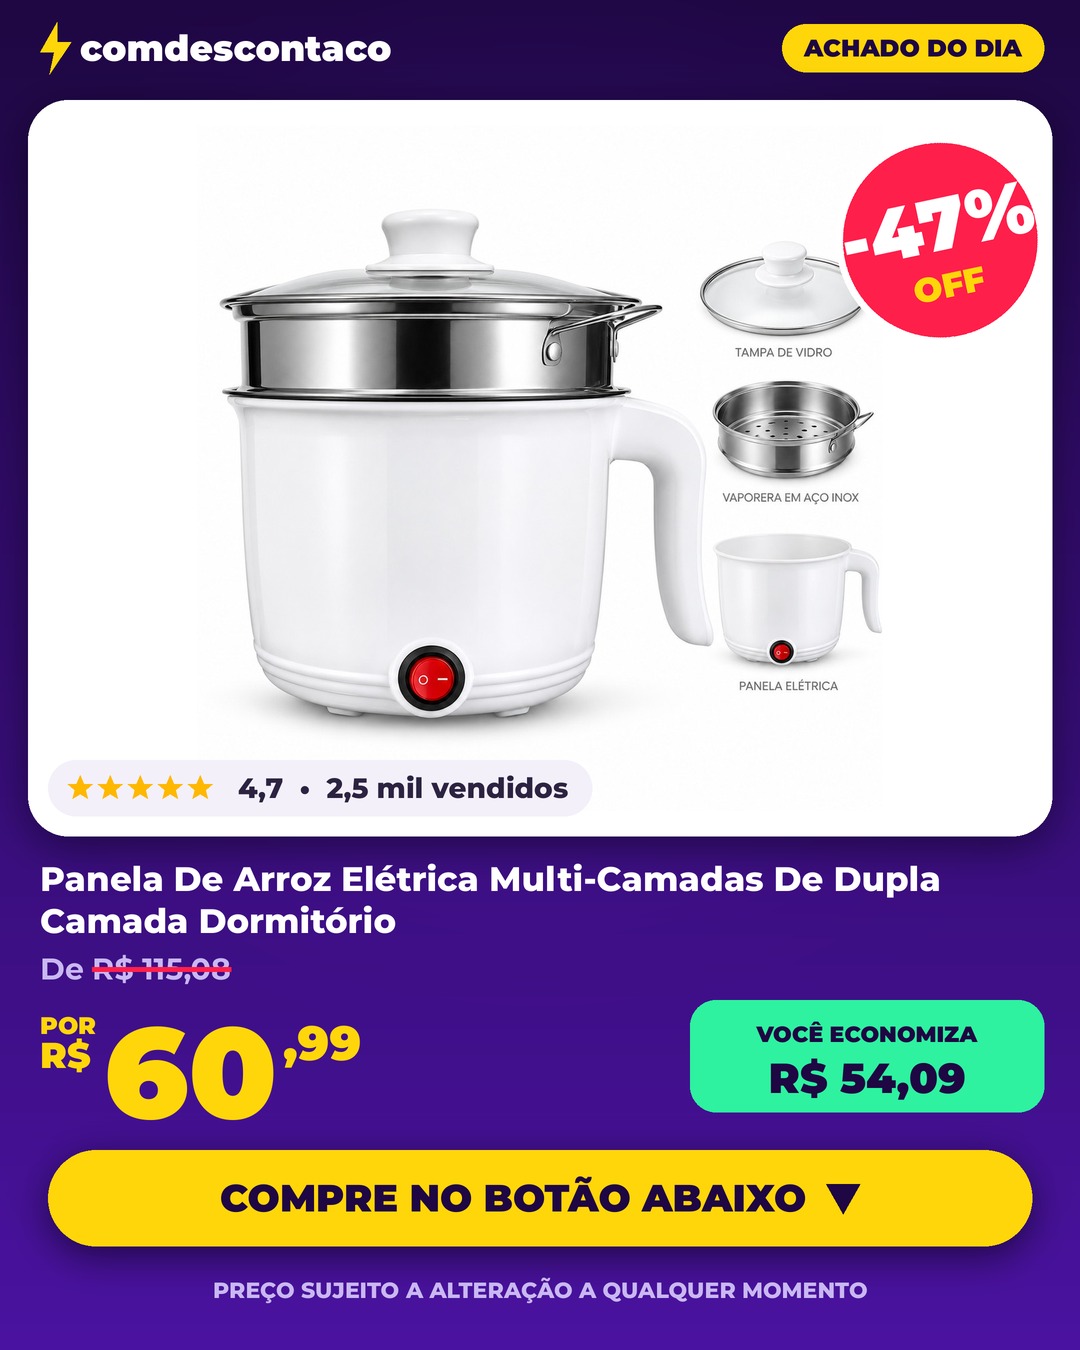 comdescontaco
ACHADO DO DIA
-47%
OFF
TAMPA DE VIDRO
VAPORERA EM AÇO INOX
PANELA ELÉTRICA
4,7 • 2,5 mil vendidos
Panela De Arroz Elétrica Multi-Camadas De Dupla
Camada Dormitório
De R$ 115,08
POR
R$ 60,99
VOCÊ ECONOMIZA
R$ 54,09
COMPRE NO BOTÃO ABAIXO ▼
PREÇO SUJEITO A ALTERAÇÃO A QUALQUER MOMENTO